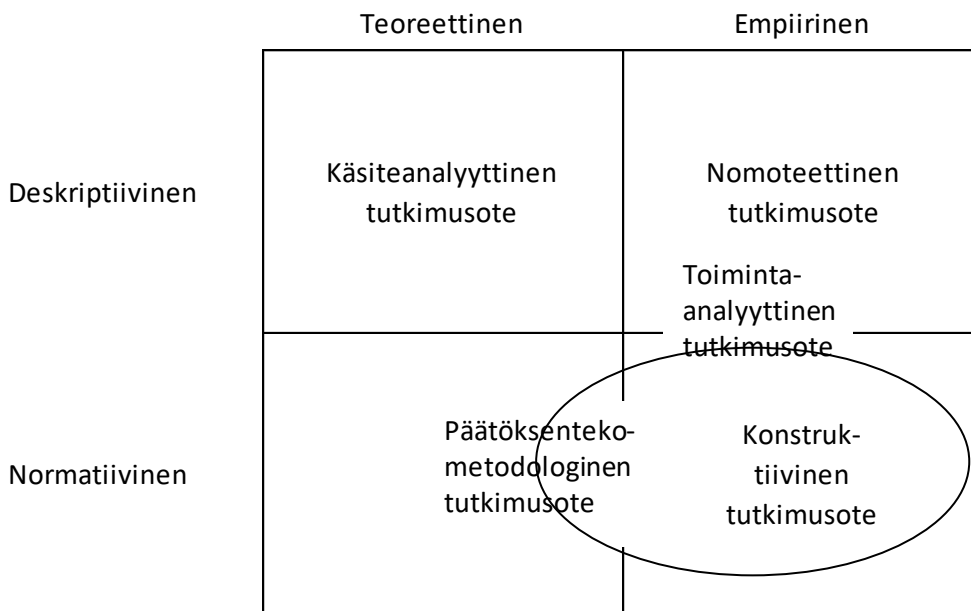 Teoreettinen
Empiirinen
Deskriptiivinen
Käsiteanalyyttinen
tutkimusote
Nomoteettinen
tutkimusote
Toiminta-
analyyttinen
tutkimusote
Normatiivinen
Päätöksenteko-
metodologinen
tutkimusote
Konstruk-
tiivinen
tutkimusote